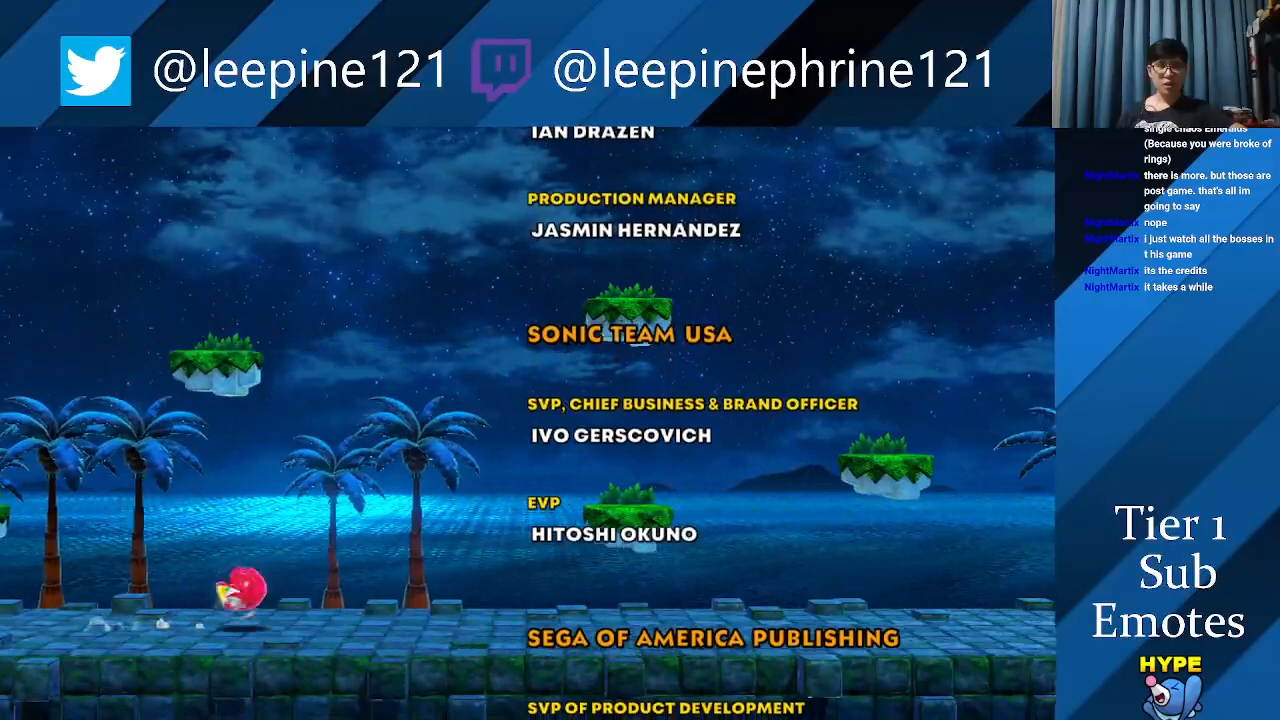 @leepine121 @leepinephrine121
IAN DRAZEN
PRODUCTION MANAGER
JASMIN HERNANDEZ
SONIC TEAM USA
SVP, CHIEF BUSINESS & BRAND OFFICER
IVO GERSCOVICH
EVP
HITOSHI OKUNO
SEGA OF AMERICA PUBLISHING
SVP OF PRODUCT DEVELOPMENT
single chaos Emeralds
(Because you were broke of
rings)
NightMartix there is more. but those are
post game. that's all im
going to say
NightMartix nope
NightMartix i just watch all the bosses in
t his game
NightMartix its the credits
NightMartix it takes a while
Tier 1
Sub
Emotes
HYPE